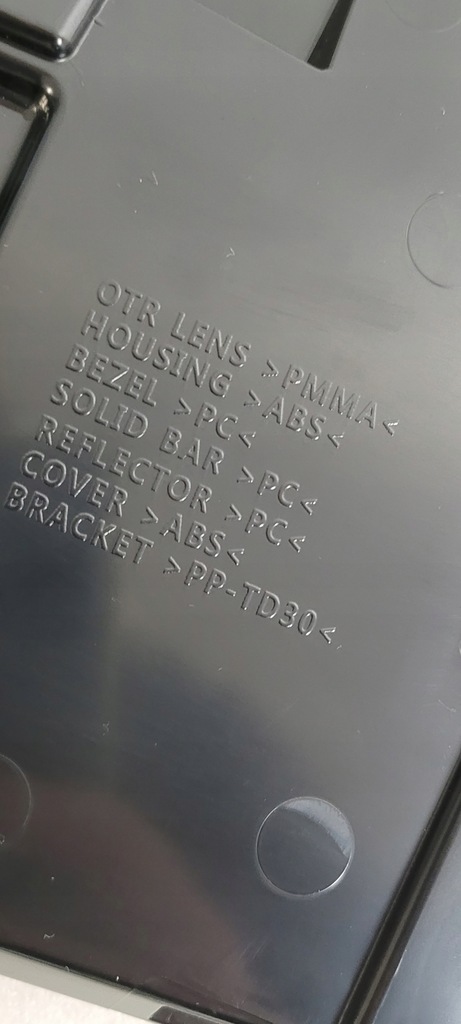 OTR LENS >PMMA<
HOUSING >ABS<
BEZEL >PC<
SOLID BAR >PC<
REFLECTOR >PC<
COVER >ABS<
BRACKET >PP-TD30<